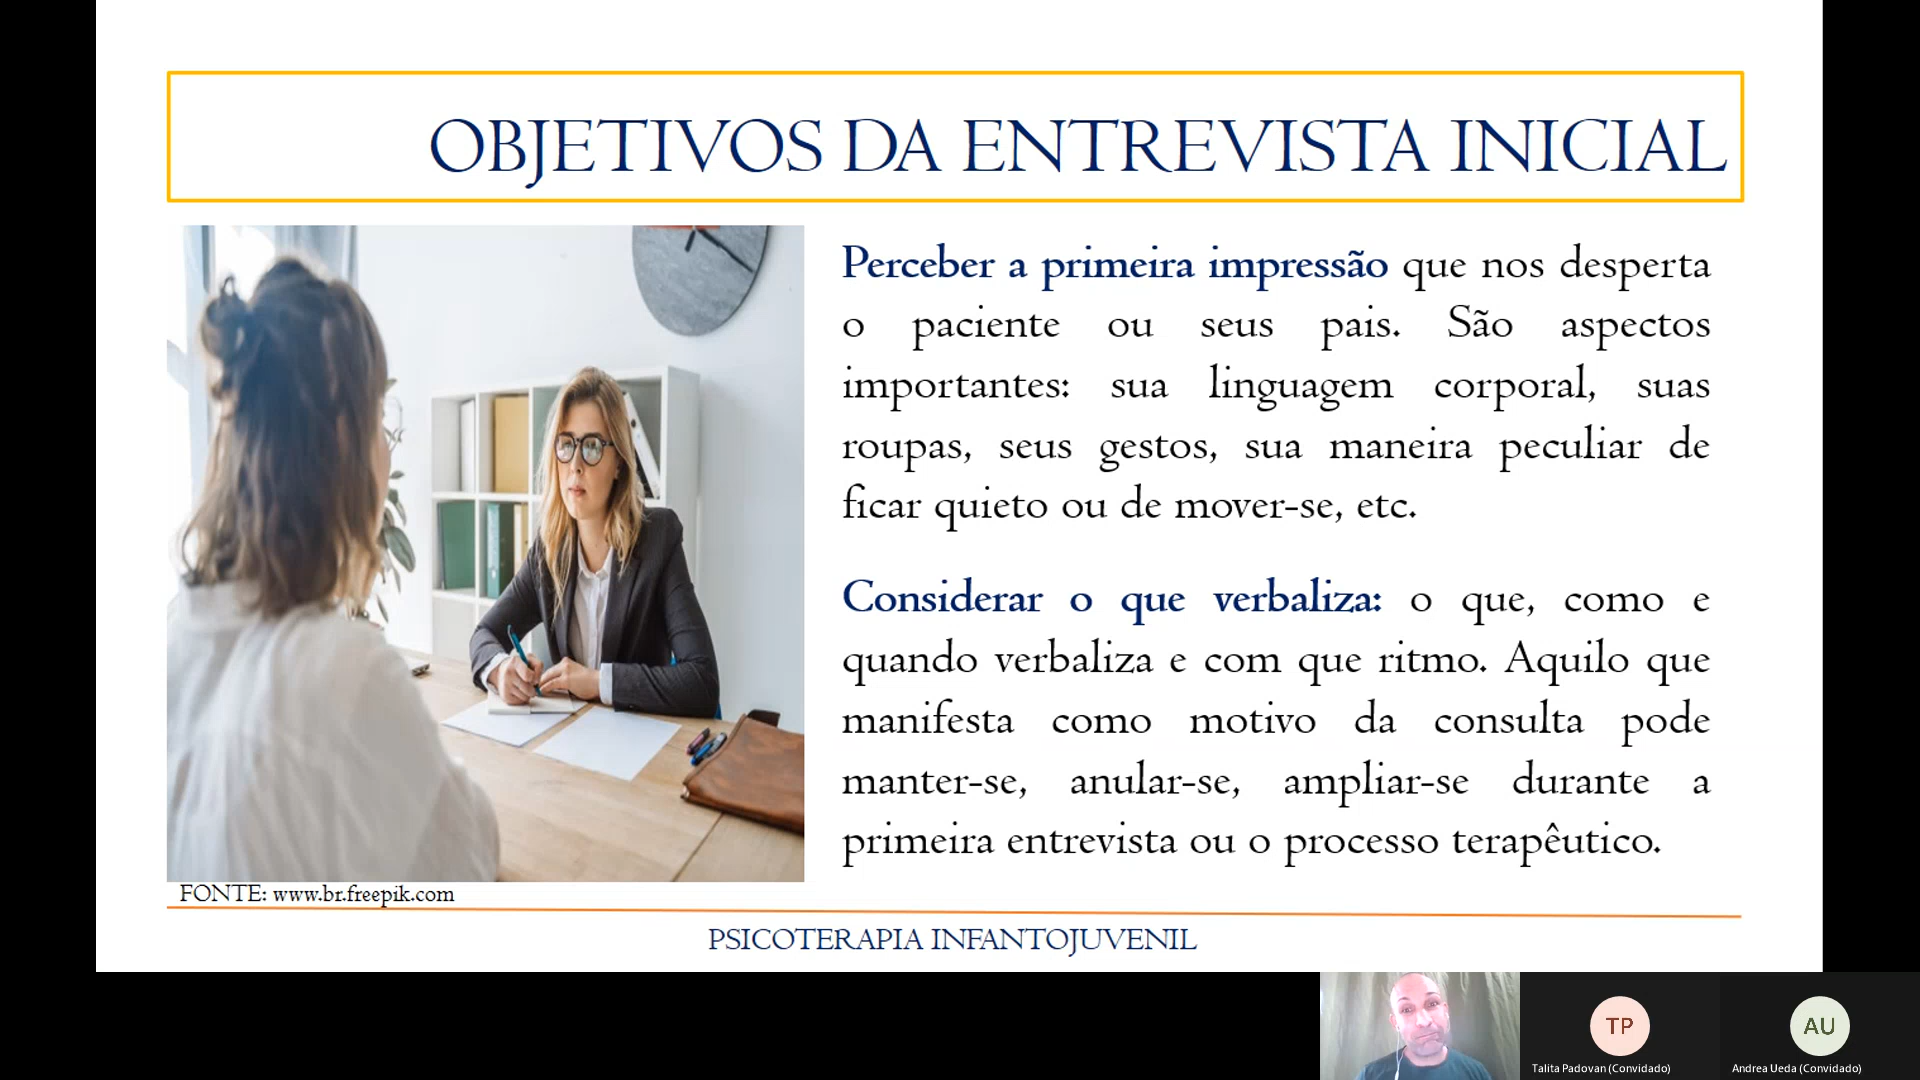 OBJETIVOS DA ENTREVISTA INICIAL
Perceber a primeira impressão que nos desperta
o paciente ou seus pais. São aspectos
importantes: sua linguagem corporal, suas
roupas, seus gestos, sua maneira peculiar de
ficar quieto ou de mover-se, etc.
Considerar o que verbaliza: o que, como e
quando verbaliza e com que ritmo. Aquilo que
manifesta como motivo da consulta pode
manter-se, anular-se, ampliar-se durante a
primeira entrevista ou o processo terapêutico.
FONTE: www.br.freepik.com
PSICOTERAPIA INFANTOJUVENIL
TP
AU
Talita Padovan (Convidado)
Andrea Ueda (Convidado)